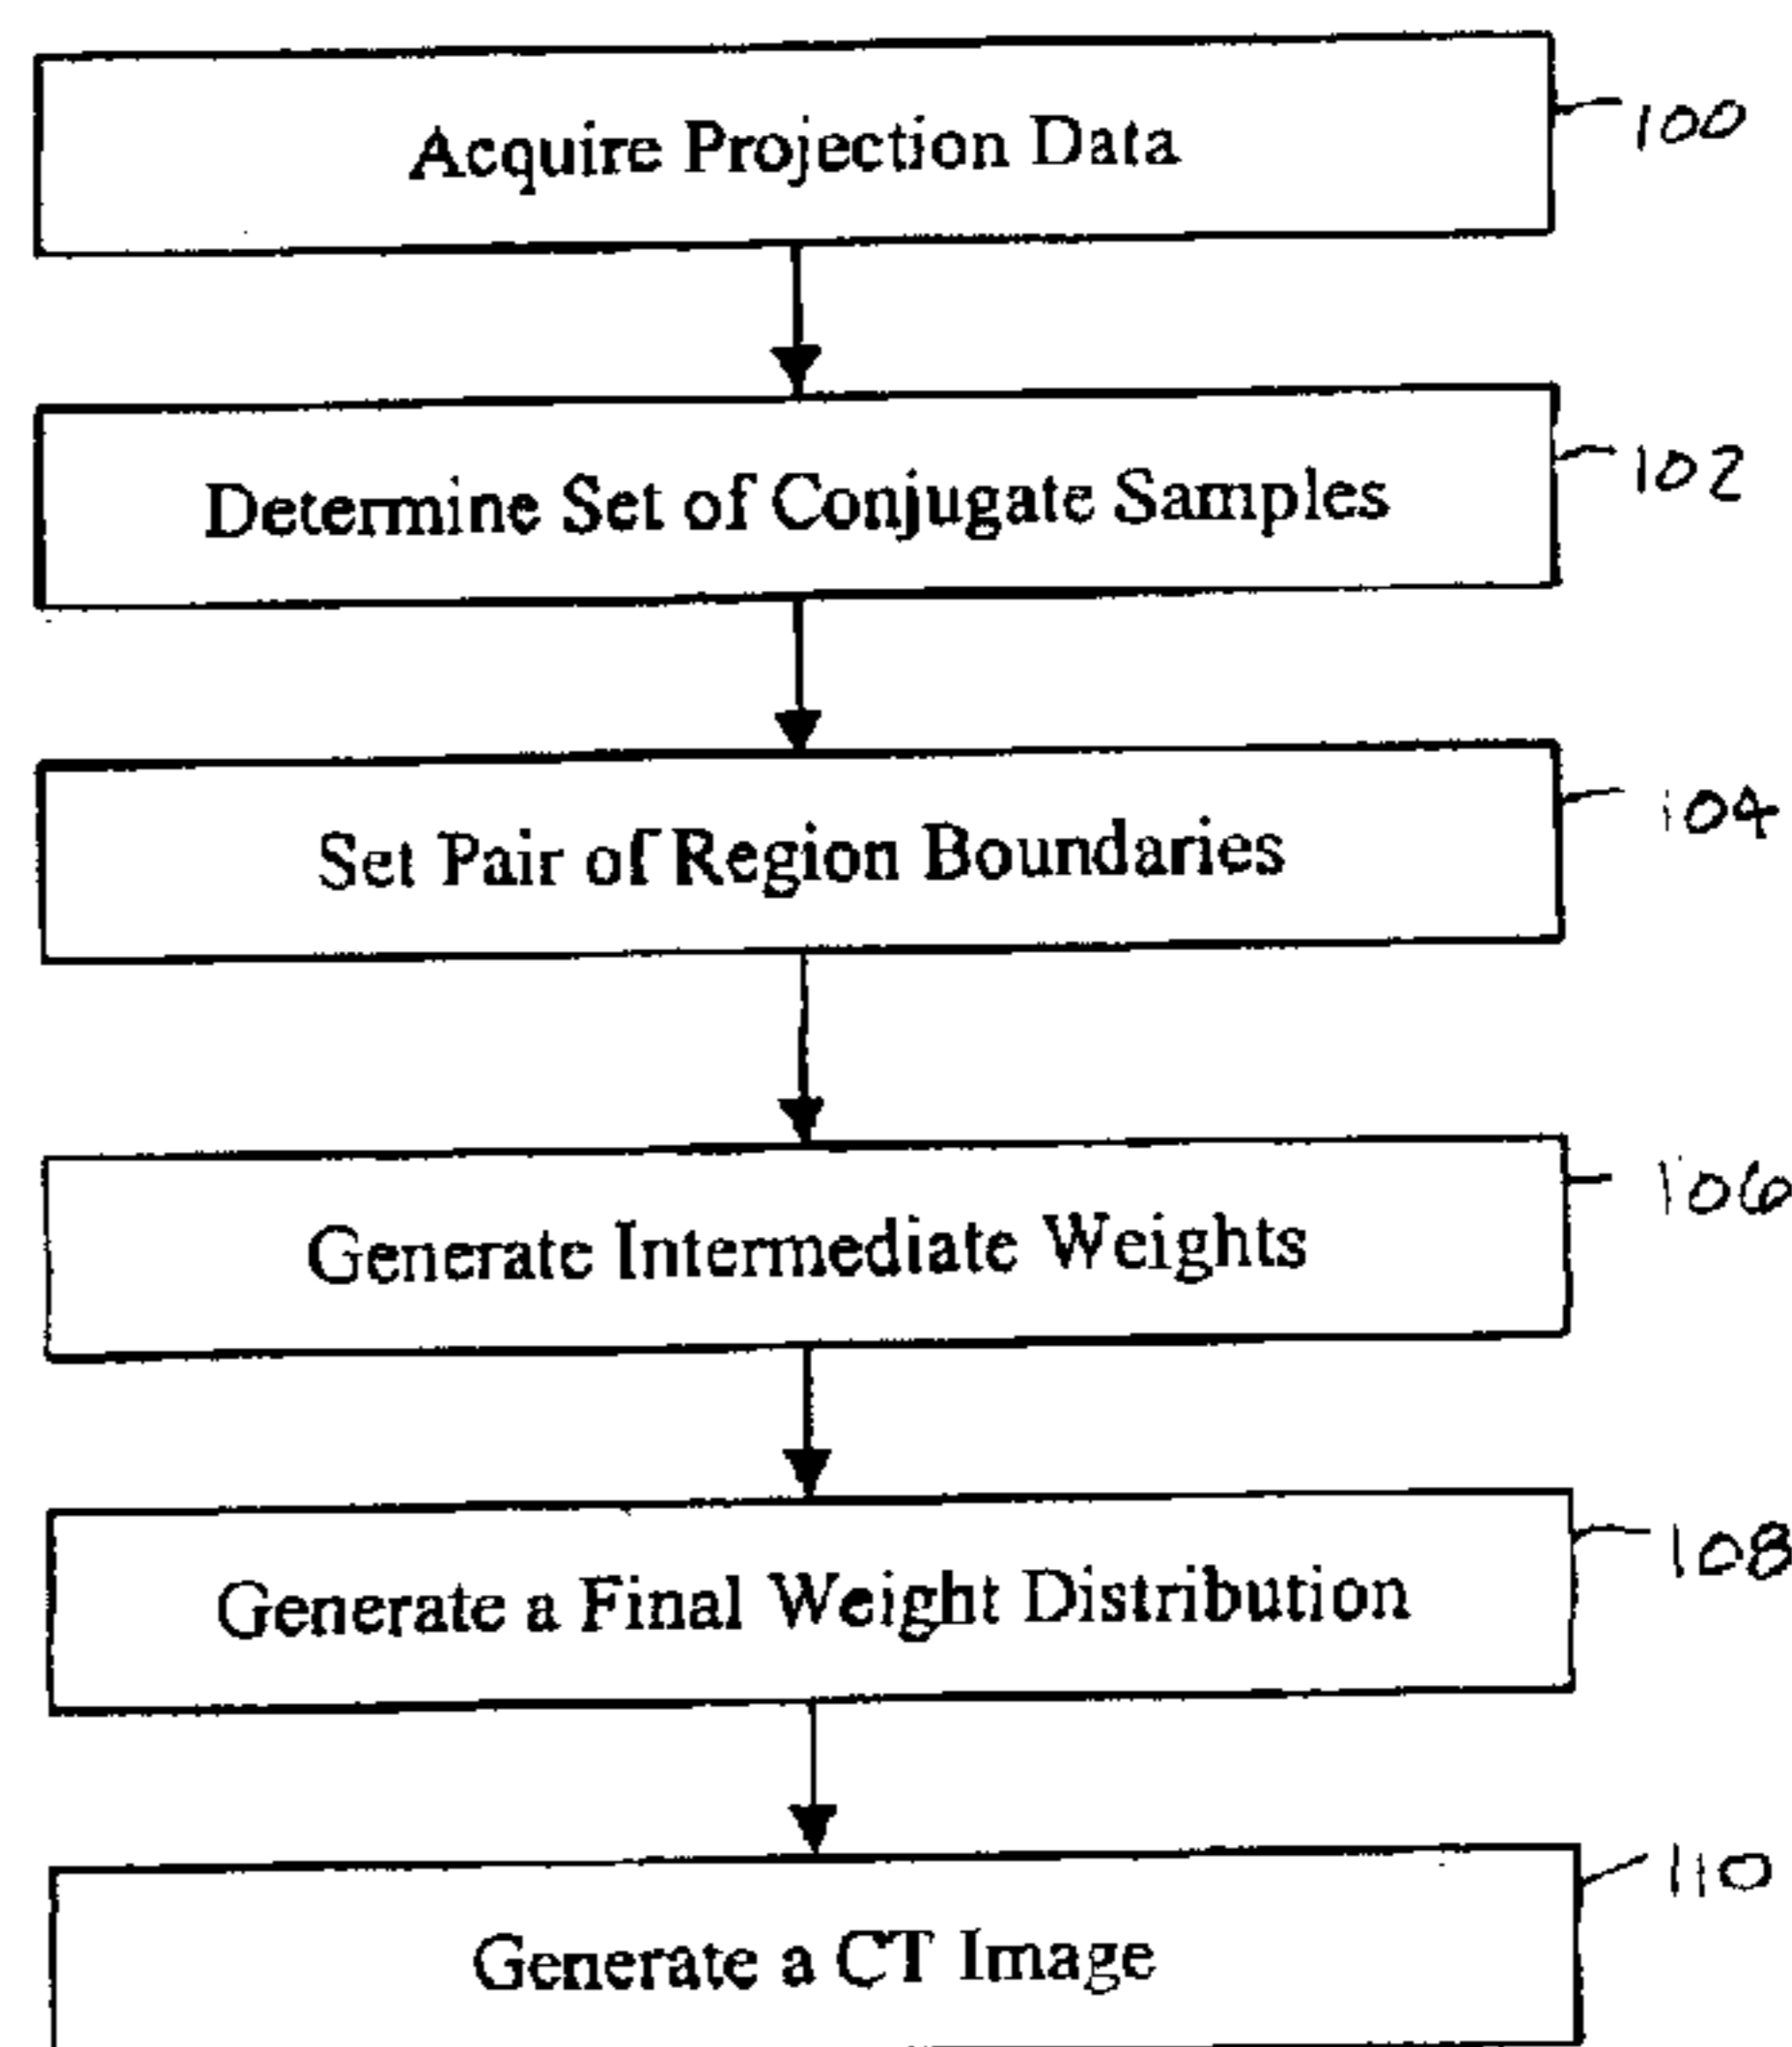 Acquire Projection Data
100
Determine Set of Conjugate Samples
102
Set Pair of Region Boundaries
104
Generate Intermediate Weights
106
Generate a Final Weight Distribution
108
Generate a CT Image
110